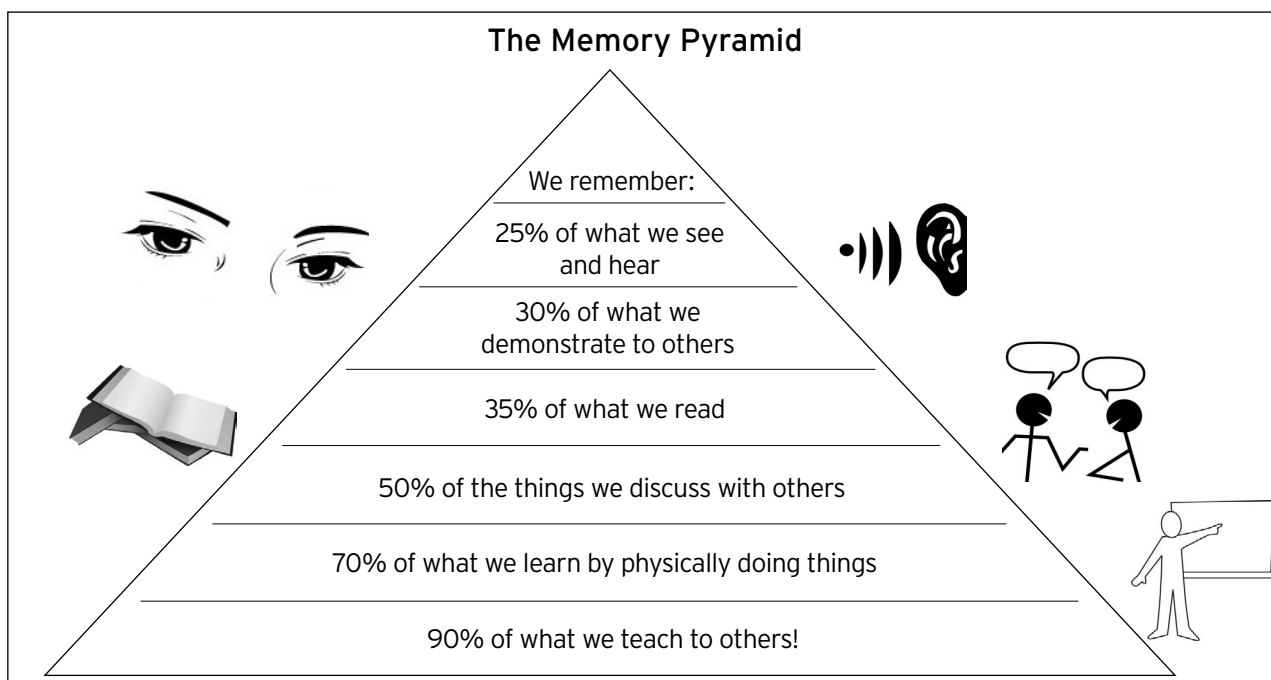 The Memory Pyramid
We remember:
25% of what we see
and hear
30% of what we
demonstrate to others
35% of what we read
50% of the things we discuss with others
70% of what we learn by physically doing things
90% of what we teach to others!